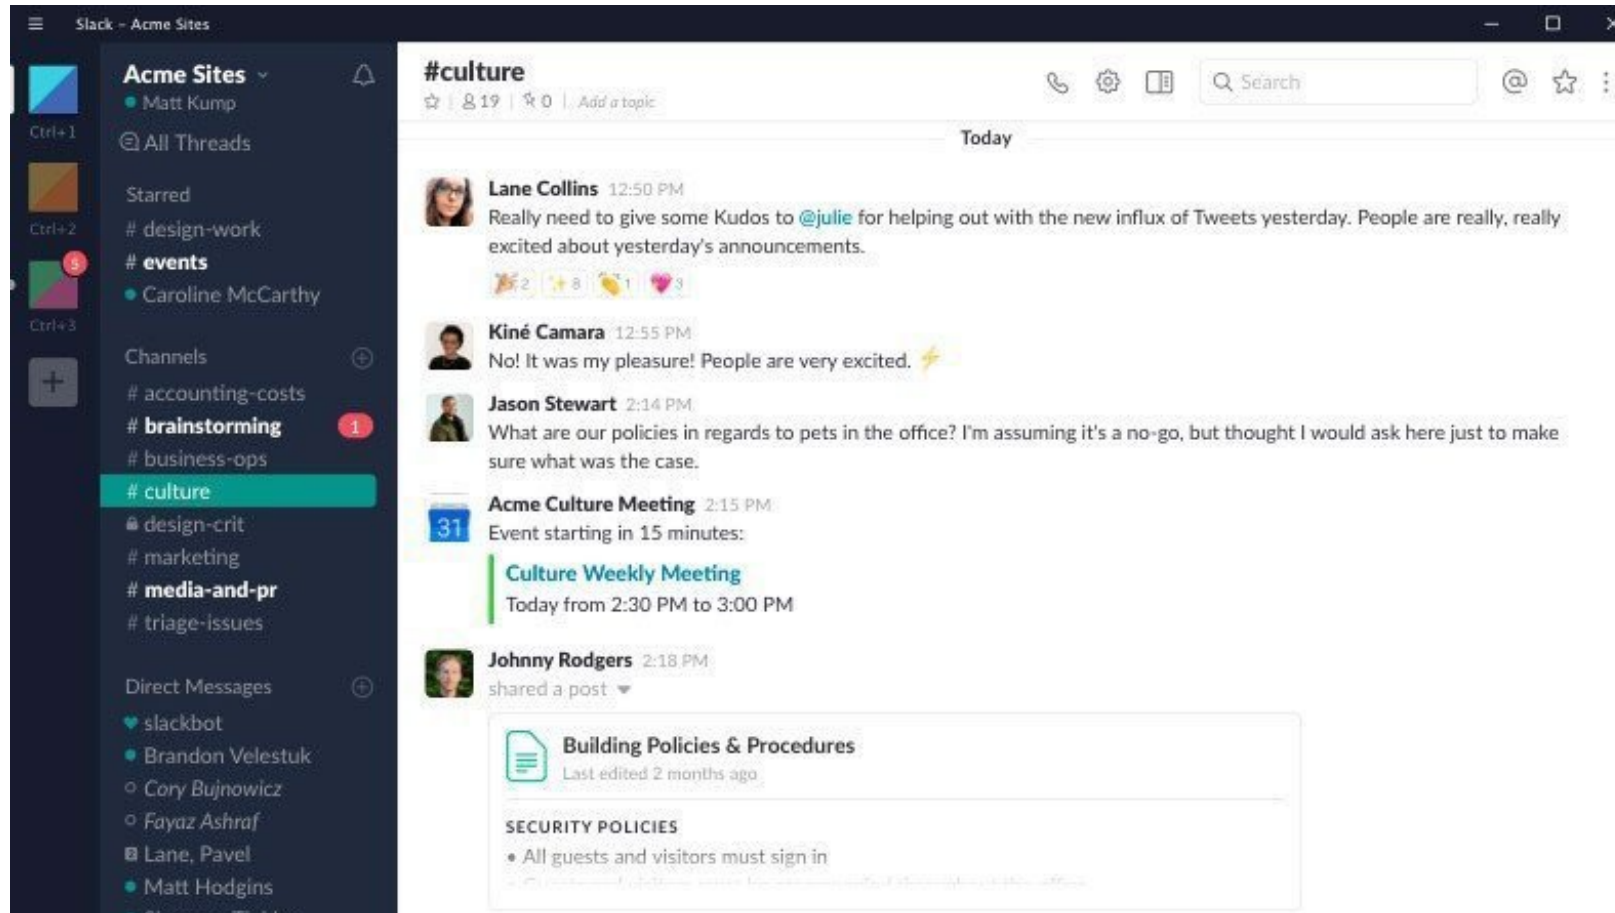 Slack - Acme Sites
Ctrl+1
Ctrl+2
5
Ctrl+3
Acme Sites
Matt Kump
All Threads
Starred
# design-work
# events
Caroline McCarthy
Channels
# accounting-costs
# brainstorming 1
# business-ops
# culture
design-crit
# marketing
# media-and-pr
# triage-issues
Direct Messages
slackbot
Brandon Velestuk
Cory Bujnowicz
Fayaz Ashraf
2 Lane, Pavel
Matt Hodgins
#culture
19 | 0 | Add a topic
Search
Today
Lane Collins 12:50 PM
Really need to give some Kudos to @julie for helping out with the new influx of Tweets yesterday. People are really, really
excited about yesterday's announcements.
2 8 1 3
Kiné Camara 12:55 PM
No! It was my pleasure! People are very excited.
Jason Stewart 2:14 PM
What are our policies in regards to pets in the office? I'm assuming it's a no-go, but thought I would ask here just to make
sure what was the case.
31
Acme Culture Meeting 2:15 PM
Event starting in 15 minutes:
Culture Weekly Meeting
Today from 2:30 PM to 3:00 PM
Johnny Rodgers 2:18 PM
shared a post
Building Policies & Procedures
Last edited 2 months ago
SECURITY POLICIES
• All guests and visitors must sign in